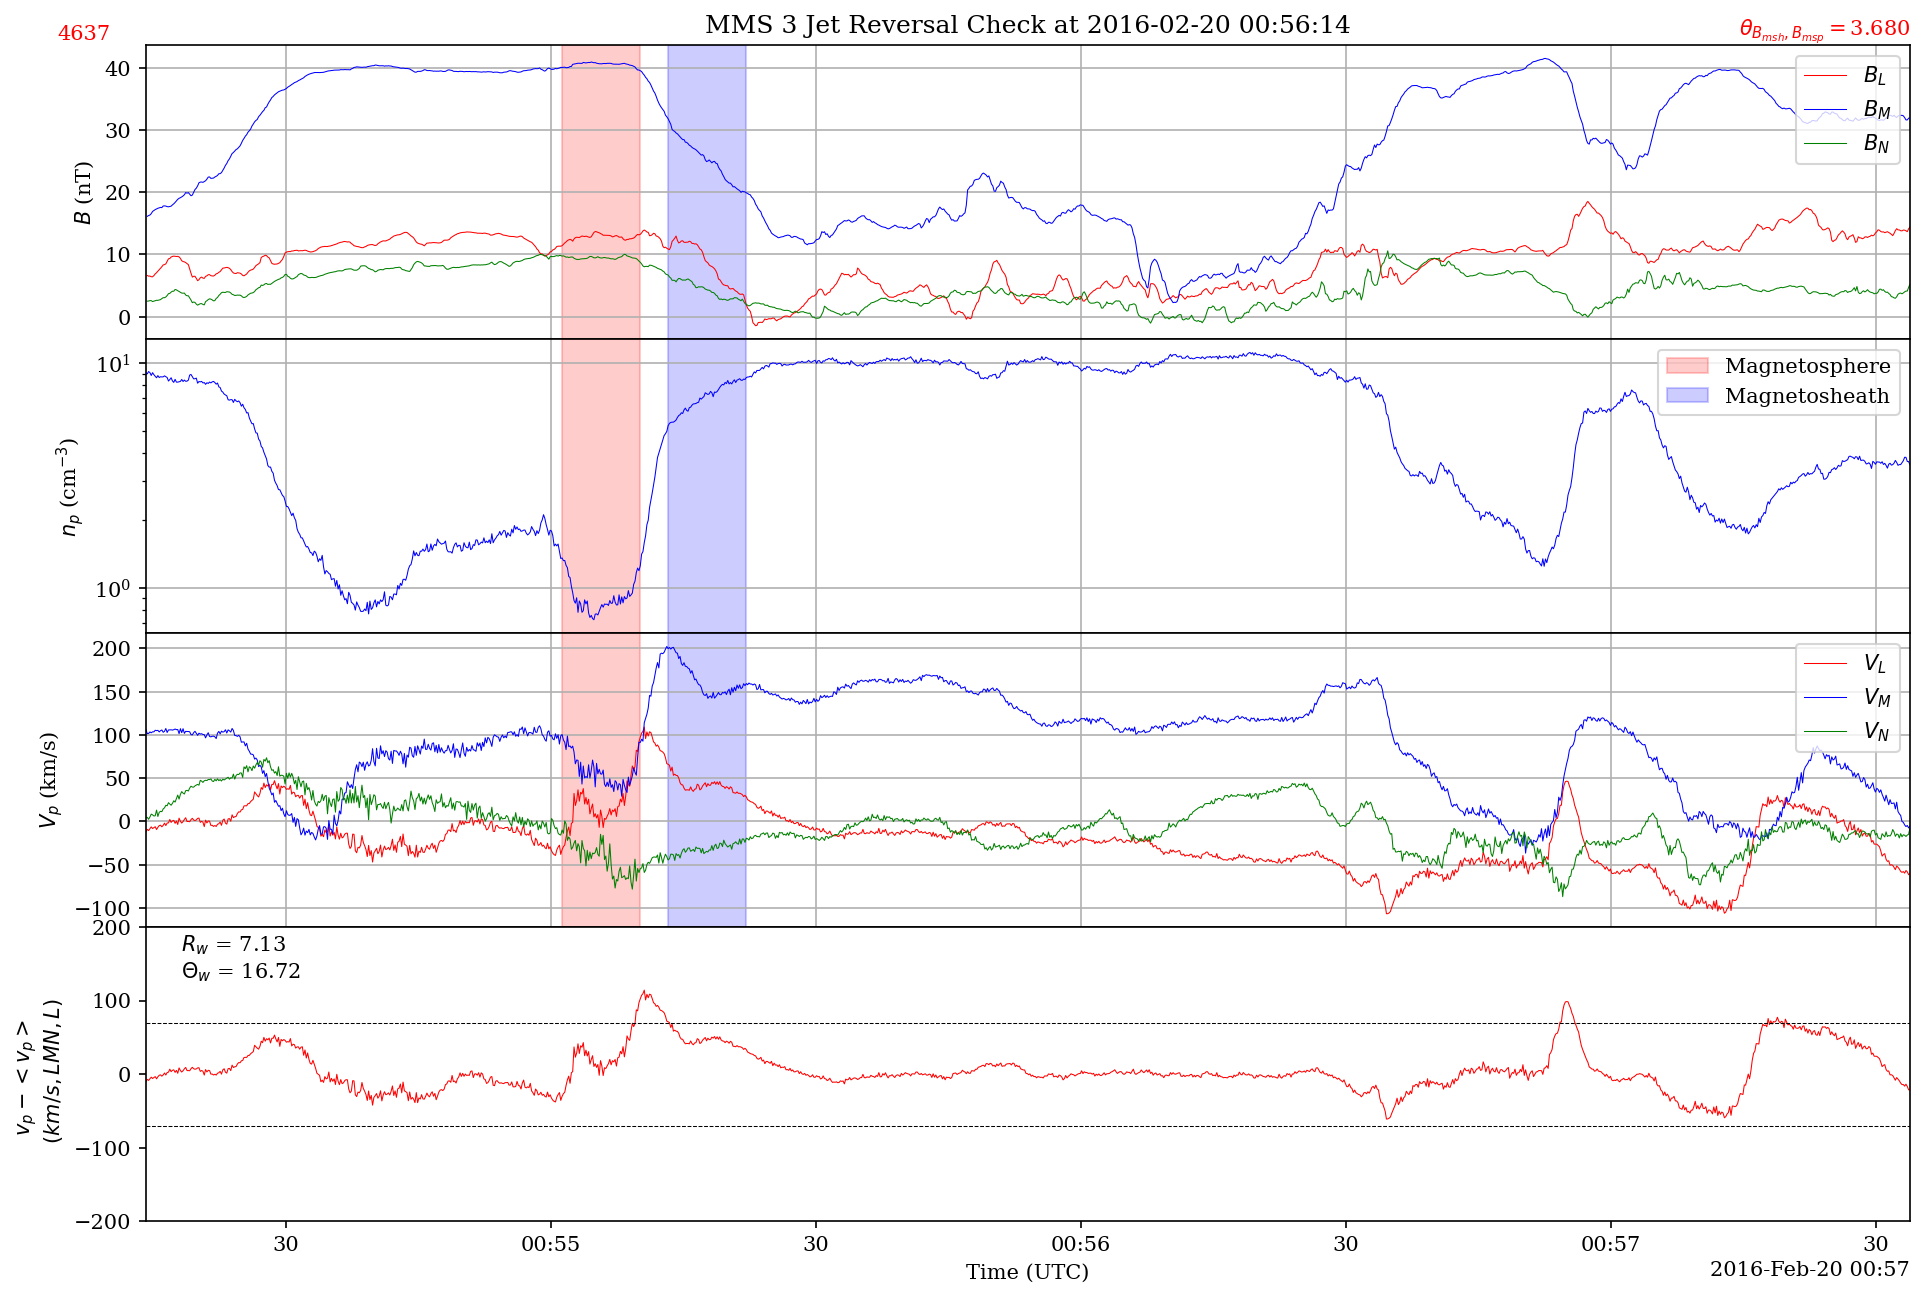 MMS 3 Jet Reversal Check at 2016-02-20 00:56:14
4637
θ_{B_{msh}, B_{msp}} = 3.680
40
30
20
10
0
B (nT)
B_L
B_M
B_N
10^1
10^0
n_p (cm^{−3})
Magnetosphere
Magnetosheath
200
150
100
50
0
−50
−100
V_p (km/s)
V_L
V_M
V_N
200
100
0
−100
−200
v_p − < v_p >
(km/s, LMN, L)
R_w = 7.13
Θ_w = 16.72
30 00:55 30 00:56 30 00:57 30
Time (UTC)
2016-Feb-20 00:57